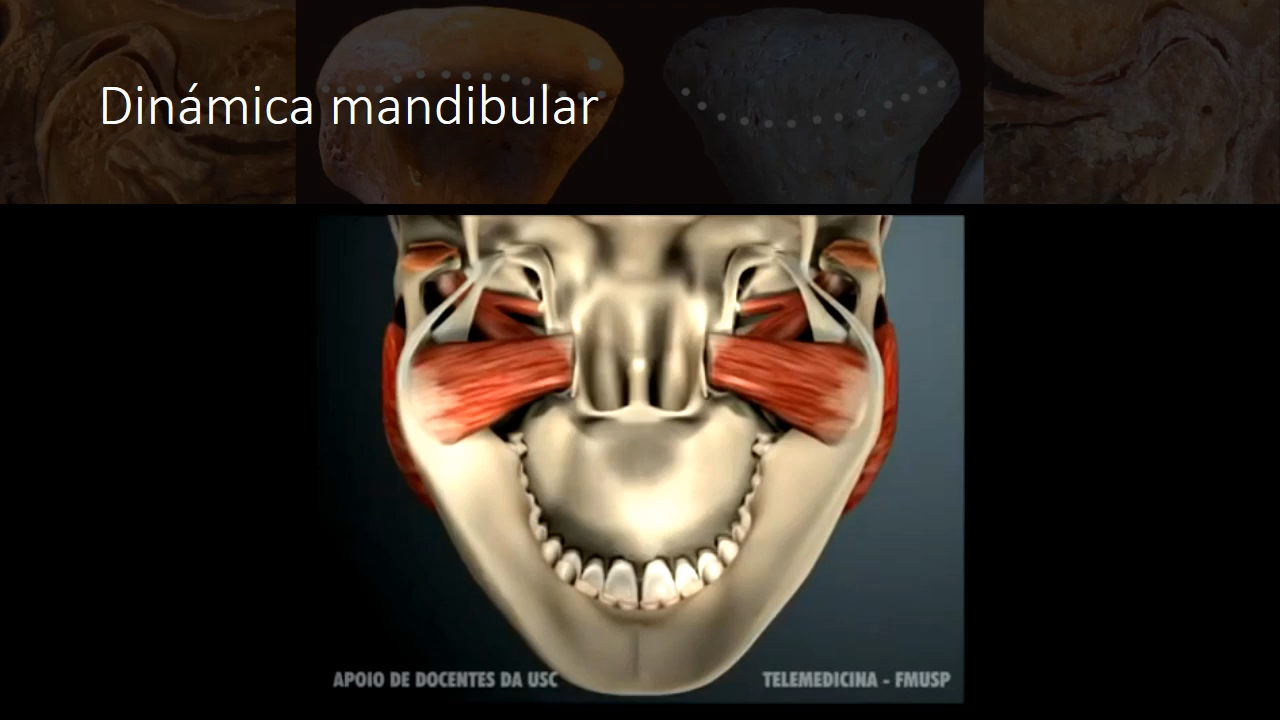 Dinámica mandibular
APOIO DE DOCENTES DA USC
TELEMEDICINA - FMUSP